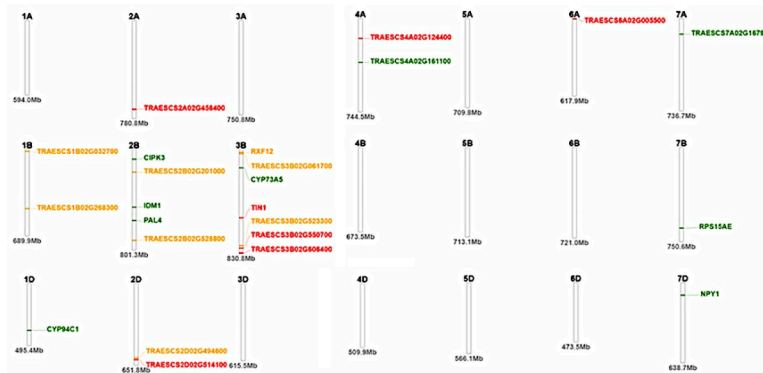 1A
2A
3A
4A
5A
6A
7A
TRAESCS2A02G456400
TRAESCS4A02G124400
TRAESCS4A02G161100
TRAESCS6A02G005500
TRAESCS7A02G1679
594.0Mb
780.8Mb
750.8Mb
744.5Mb
709.8Mb
617.9Mb
736.7Mb
1B
2B
3B
4B
5B
6B
7B
TRAESCS1B02G032700
TRAESCS1B02G268300
CIPK3
TRAESCS2B02G201000
IDM1
PAL4
TRAESCS2B02G528800
RXF12
TRAESCS3B02G061700
CYP73A5
TIN1
TRAESCS3B02G523300
TRAESCS3B02G550700
TRAESCS3B02G606400
RPS15AE
689.9Mb
801.3Mb
830.8Mb
673.5Mb
713.1Mb
721.0Mb
750.6Mb
1D
2D
3D
4D
5D
6D
7D
CYP94C1
TRAESCS2D02G494600
TRAESCS2D02G514100
NPY1
495.4Mb
651.8Mb
615.5Mb
509.9Mb
566.1Mb
473.5Mb
638.7Mb